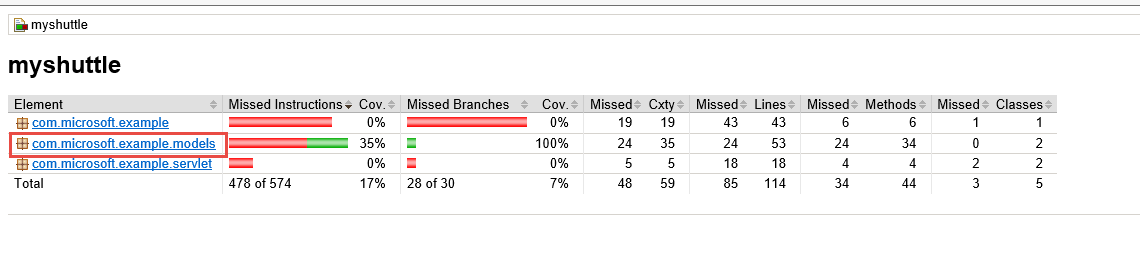 myshuttle
myshuttle
Element Missed Instructions Cov. Missed Branches Cov. Missed Cxty Missed Lines Missed Methods Missed Classes
com.microsoft.example 0% 0% 19 19 43 43 6 6 1 1
com.microsoft.example.models 35% 100% 24 35 24 53 24 34 0 2
com.microsoft.example.servlet 0% 0% 5 5 18 18 4 4 2 2
Total 478 of 574 17% 28 of 30 7% 48 59 85 114 34 44 3 5